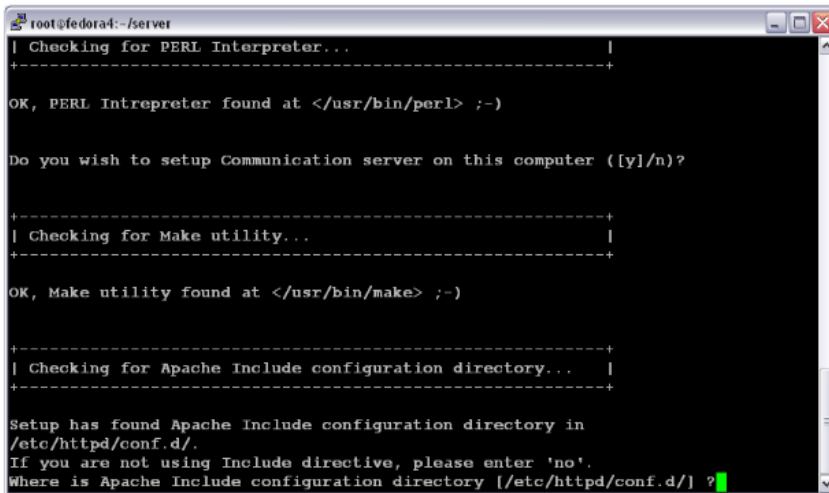 root@fedora4:~/server
| Checking for PERL Interpreter...                            |
+----------------------------------------------------------+
OK, PERL Intrepreter found at </usr/bin/perl> ;-)
Do you wish to setup Communication server on this computer ([y]/n)?
+----------------------------------------------------------+
| Checking for Make utility...                                |
+----------------------------------------------------------+
OK, Make utility found at </usr/bin/make> ;-)
+----------------------------------------------------------+
| Checking for Apache Include configuration directory...   |
+----------------------------------------------------------+
Setup has found Apache Include configuration directory in
/etc/httpd/conf.d/.
If you are not using Include directive, please enter 'no'.
Where is Apache Include configuration directory [/etc/httpd/conf.d/] ?